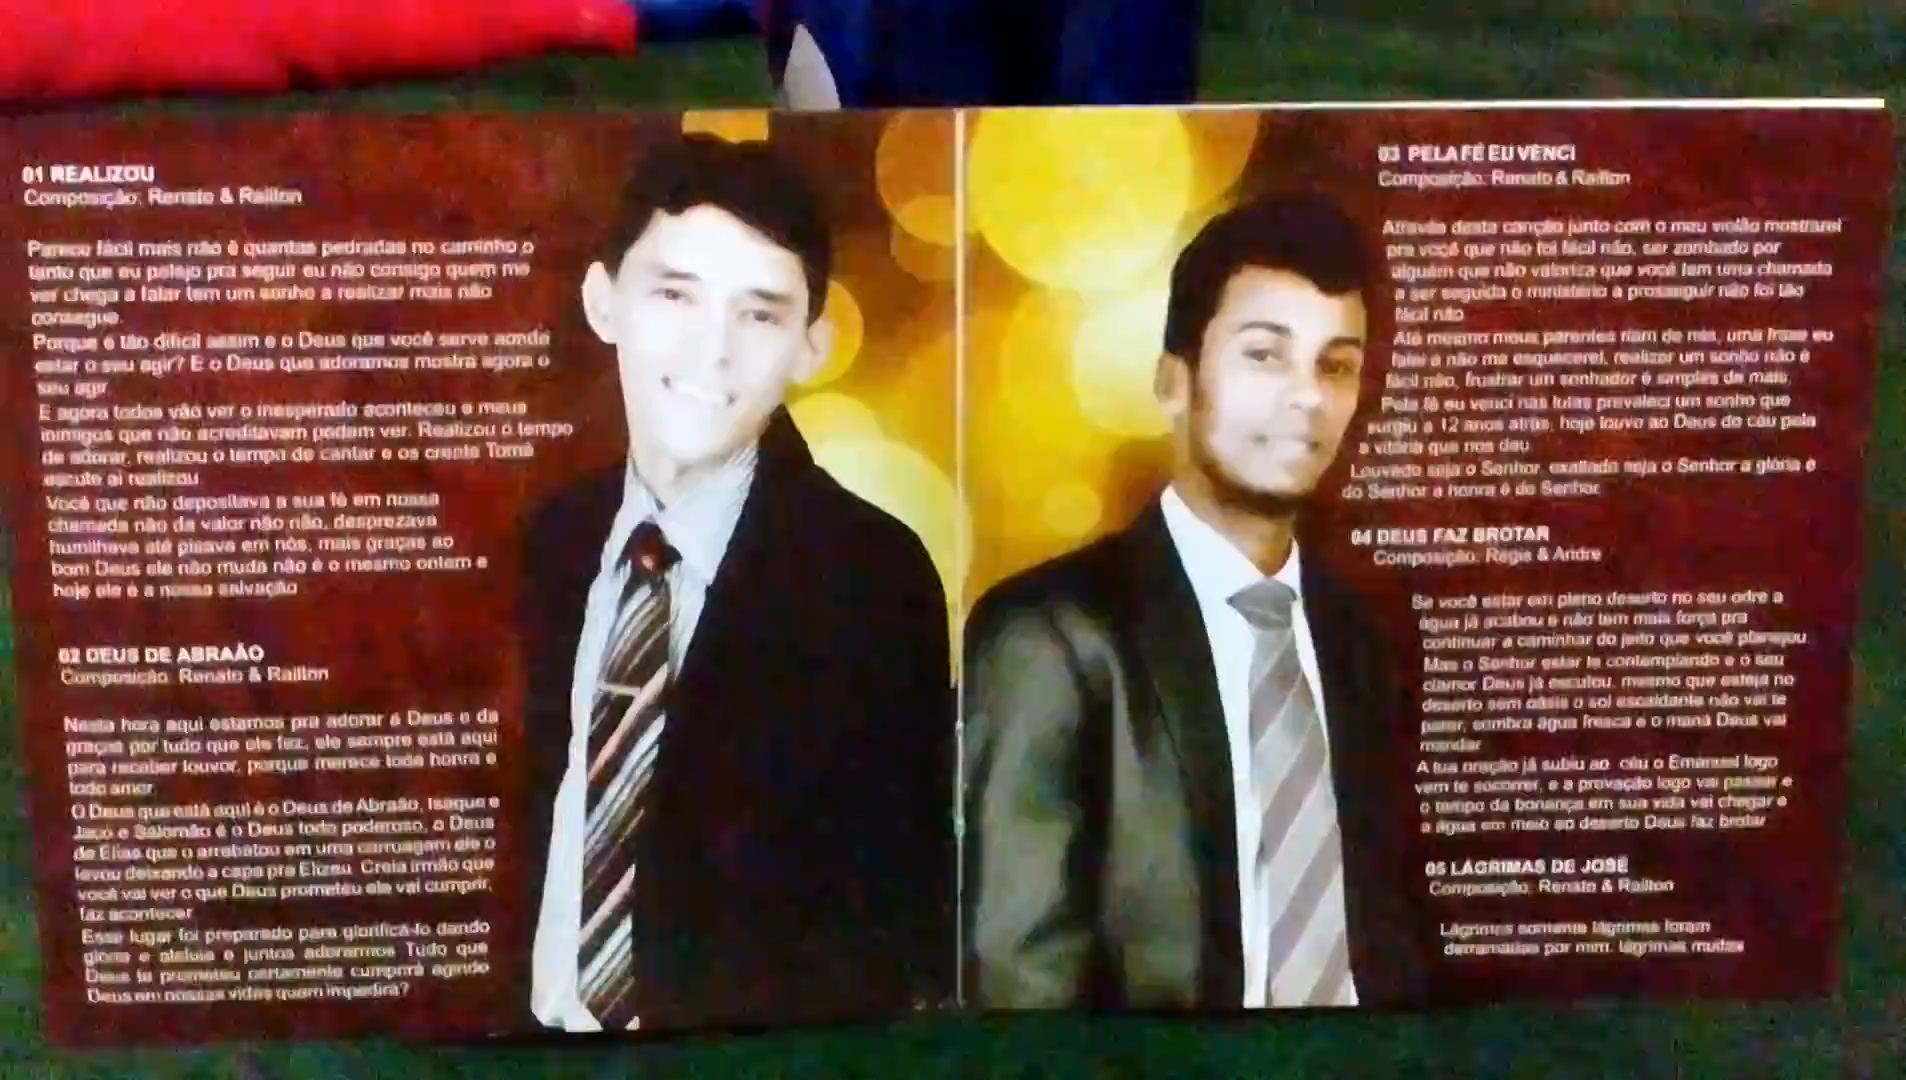 01 REALIZOU
Composição: Renato & Railton
Parece fácil mais não é quantas pedradas no caminho o
tanto que eu pelejo pra seguir eu não consigo quem me
ver chega a falar tem um sonho a realizar mais não
consegue.
Porque é tão difícil assim e o Deus que você serve aonde
estar o seu agir? E o Deus que adoramos mostra agora o
seu agir
E agora todos vão ver o inesperado aconteceu e meus
inimigos que não acreditavam podem ver. Realizou o tempo
de adorar, realizou o tempo de cantar e os crente Tomé
escute ai realizou
Você que não depositava a sua fé em nossa
chamada não da valor não não, desprezava
humilhava até pisava em nós, mais graças ao
bom Deus ele não muda não é o mesmo ontem e
hoje ele é a nossa salvação
02 DEUS DE ABRAÃO
Composição: Renato & Railton
Nesta hora aqui estamos pra adorar a Deus e da
graças por tudo que ele fez, ele sempre está aqui
para receber louvor, porque merece toda honra e
todo amor
O Deus que está aqui é o Deus de Abraão, Isaque e
Jaco e Salomão é o Deus todo poderoso, o Deus
de Elias que o arrebatou em uma carruagem ele o
levou deixando a capa pra Elizeu. Creia irmão que
você vai ver o que Deus prometeu ele vai cumprir,
faz acontecer
Esse lugar foi preparado para glorificá-lo dando
glória e aleluia e juntos adoraremos Tudo que
Deus te prometeu certamente cumprirá agindo
Deus em nossas vidas quem impedirá?
03 PELA FÉ EU VENCI
Composição: Renato & Railton
Através desta canção junto com o meu violão mostrarei
pra você que não foi fácil não, ser zombado por
alguém que não valoriza que você tem uma chamada
a ser seguida o ministério a prosseguir não foi tão
fácil não
Até mesmo meus parentes riam de mis, uma frase eu
falei e não me esquecerei, realizar um sonho não é
fácil não, frustrar um sonhador é simples de mais.
Pela fé eu venci nas lutas prevaleci um sonho que
surgiu a 12 anos atrás, hoje louvo ao Deus do céu pela
a vitória que nos deu
Louvado seja o Senhor, exaltado seja o Senhor a glória é
do Senhor a honra é do Senhor
04 DEUS FAZ BROTAR
Composição: Regis & Andre
Se você estar em pleno deserto no seu odre a
água já acabou e não tem mais força pra
continuar a caminhar do jeito que você planejou
Mas o Senhor estar te contemplando e o seu
clamor Deus já escutou, mesmo que esteja no
deserto sem oásis o sol escaldante não vai te
parar, sombra água fresca e o maná Deus vai
mandar
A tua oração já subiu ao céu o Emanuel logo
vem te socorrer, e a provação logo vai passar e
o tempo da bonança em sua vida vai chegar e
a água em meio ao deserto Deus faz brotar
05 LÁGRIMAS DE JOSÉ
Composição: Renato & Railton
Lágrimas somente lágrimas foram
derramadas por mim, lágrimas mudas